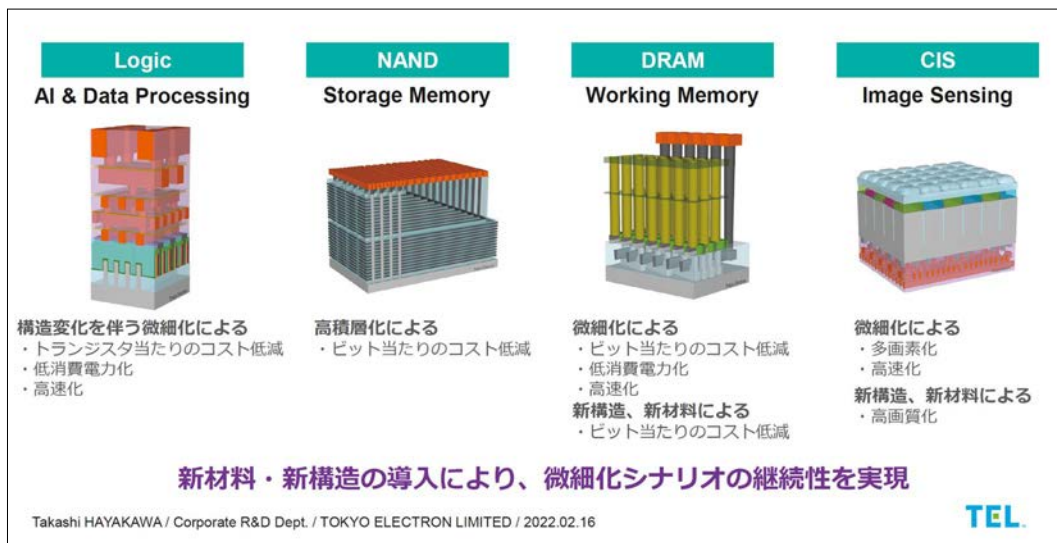 Logic
AI & Data Processing
構造変化を伴う微細化による
・トランジスタ当たりのコスト低減
・低消費電力化
・高速化
NAND
Storage Memory
高積層化による
・ビット当たりのコスト低減
DRAM
Working Memory
微細化による
・ビット当たりのコスト低減
・低消費電力化
・高速化
新構造、新材料による
・ビット当たりのコスト低減
CIS
Image Sensing
微細化による
・多画素化
・高速化
新構造、新材料による
・高画質化
新材料・新構造の導入により、微細化シナリオの継続性を実現
Takashi HAYAKAWA / Corporate R&D Dept. / TOKYO ELECTRON LIMITED / 2022.02.16
TEL